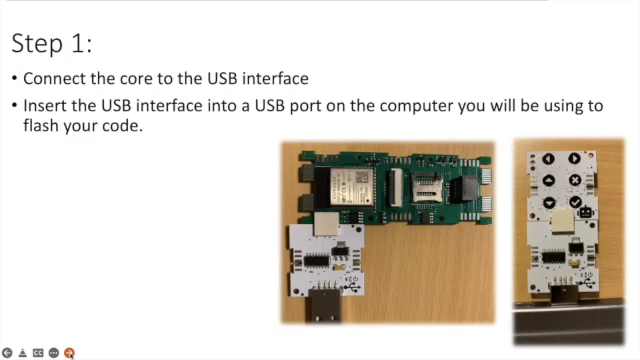 Step 1:
• Connect the core to the USB interface
• Insert the USB interface into a USB port on the computer you will be using to
flash your code.
CC